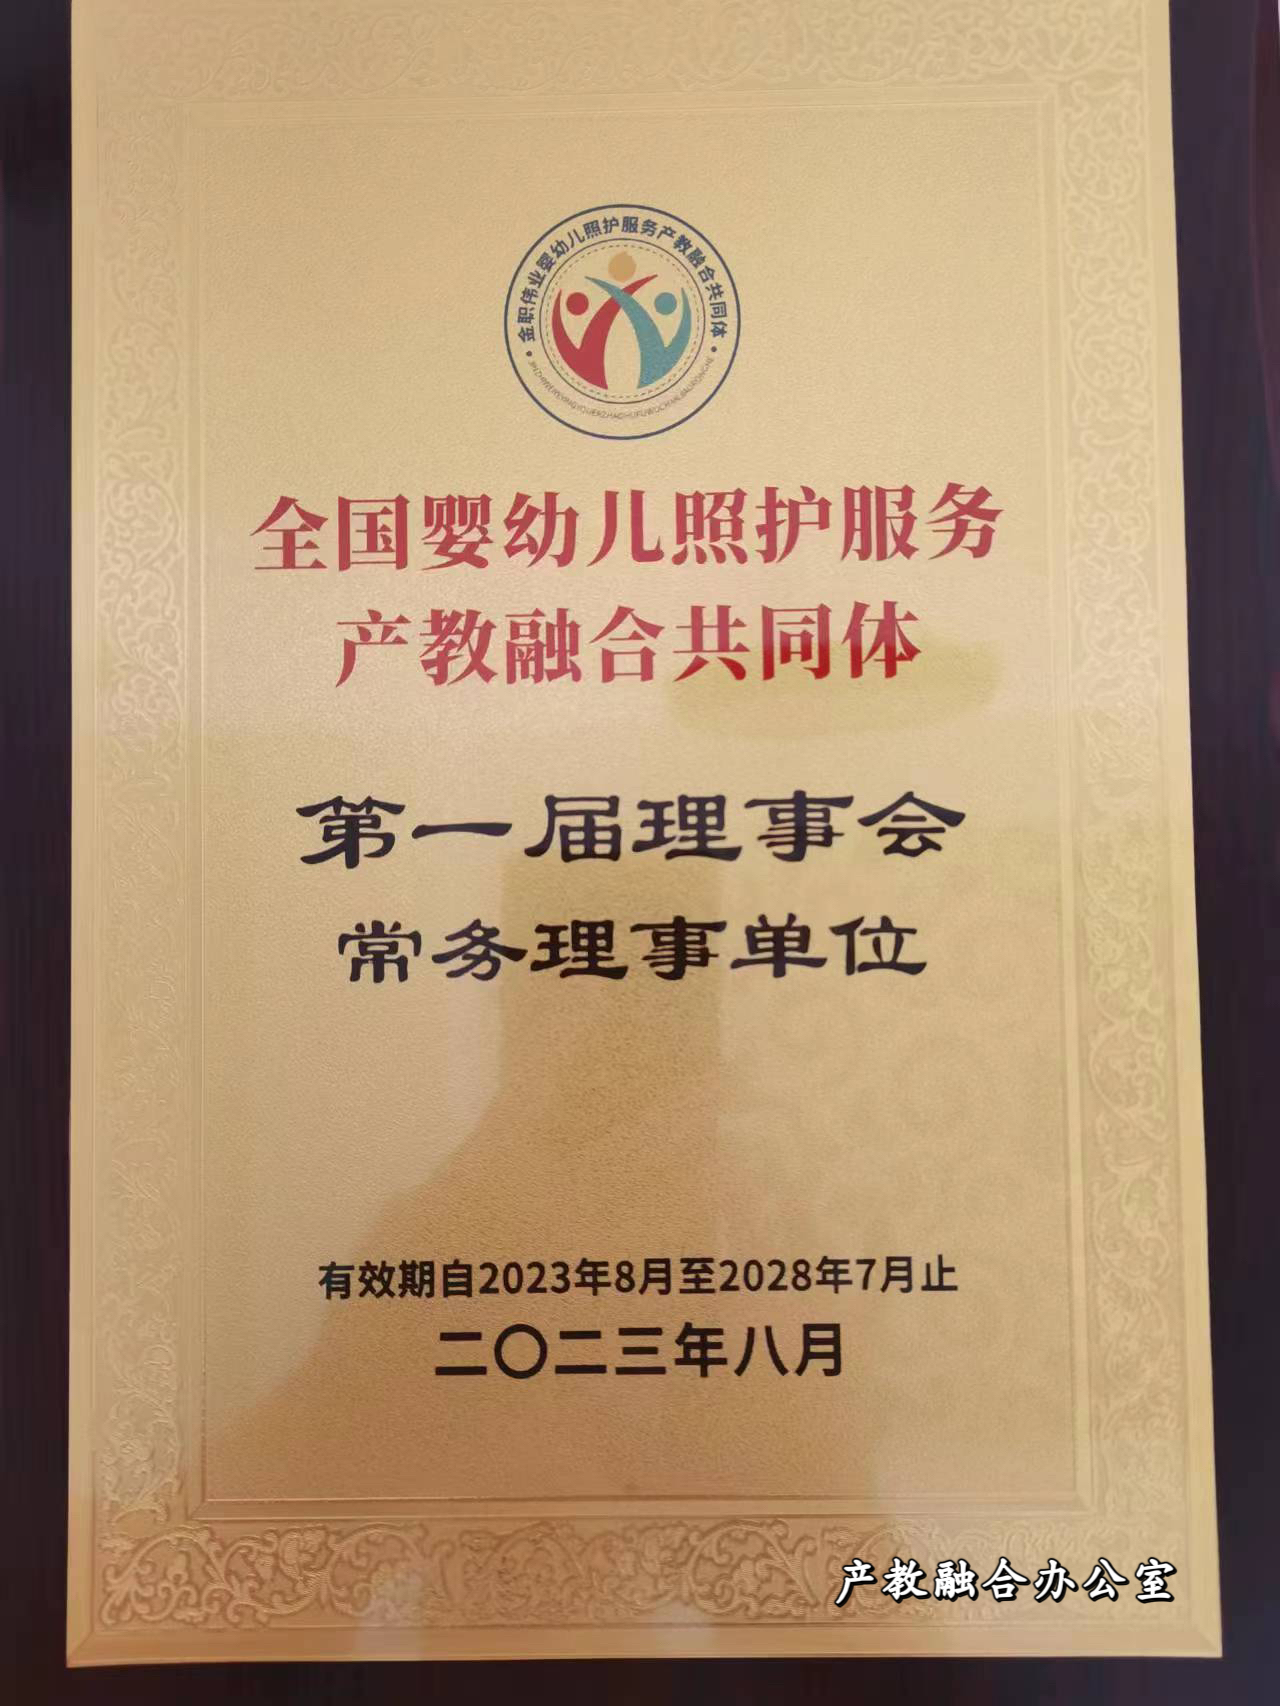 金职伟业婴幼儿照护服务产教融合共同体
全国婴幼儿照护服务
产教融合共同体
第一届理事会
常务理事单位
有效期自2023年8月至2028年7月止
二〇二三年八月
产教融合办公室